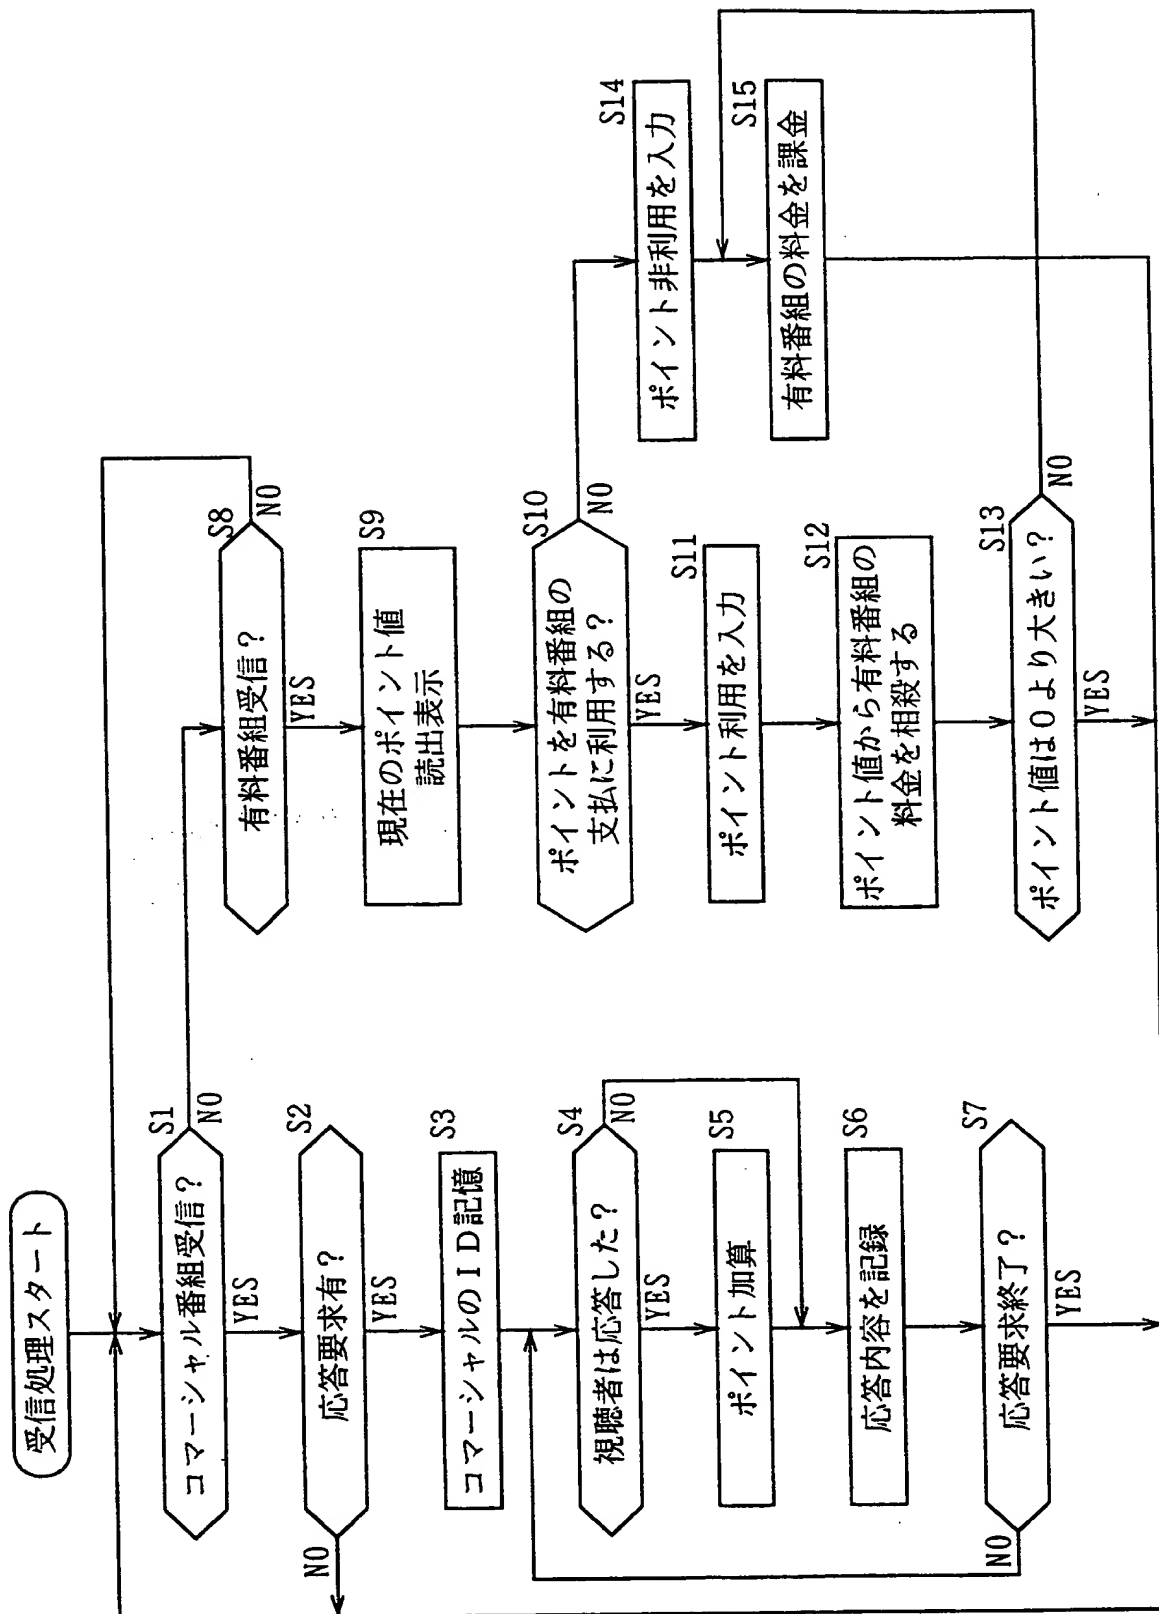 受信処理スタート
S1
コマーシャル番組受信?
NO
YES
S2
応答要求有?
NO
YES
S3
コマーシャルのID記憶
S4
視聴者は応答した?
NO
YES
S5
ポイント加算
S6
応答内容を記録
S7
応答要求終了?
NO
YES
S8
有料番組受信?
NO
YES
S9
現在のポイント値
読出表示
S10
ポイントを有料番組の
支払に利用する?
NO
YES
S11
ポイント利用を入力
S12
ポイント値から有料番組の
料金を相殺する
S13
ポイント値は0より大きい?
NO
YES
S14
ポイント非利用を入力
S15
有料番組の料金を課金